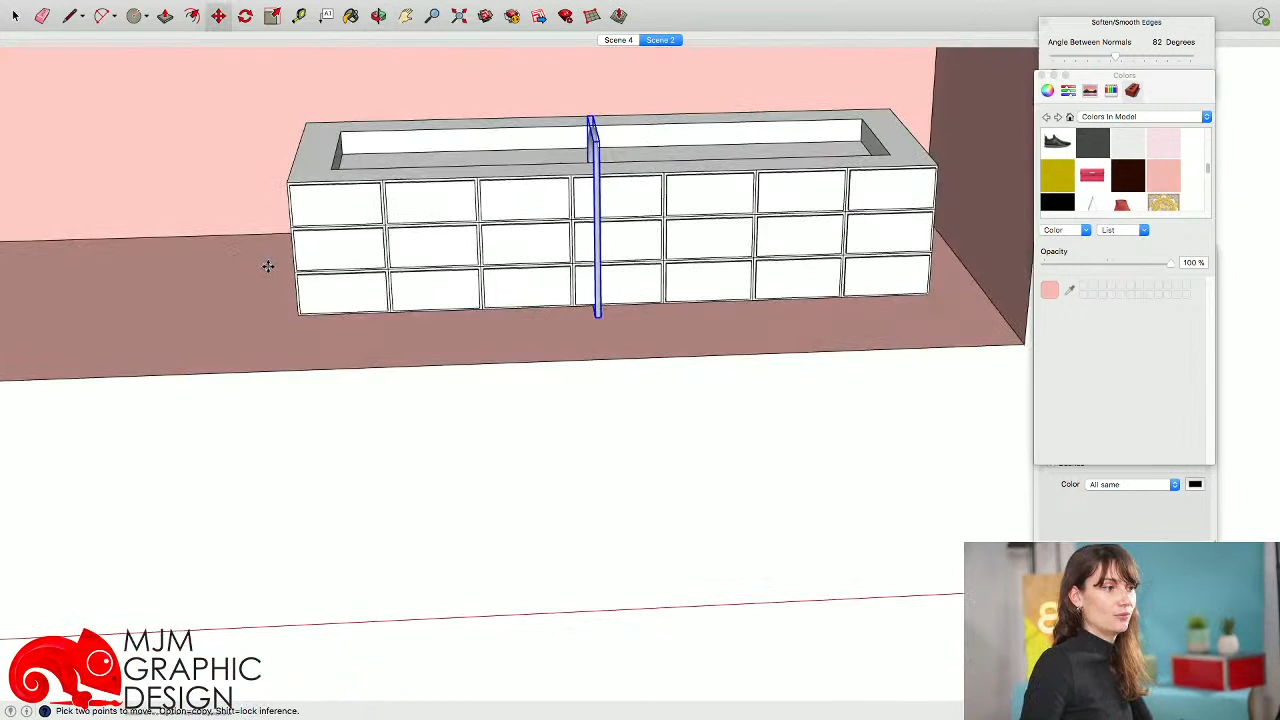 A1
Soften/Smooth Edges
Scene 4
Scene 2
Angle Between Normals 82 Degrees
Colors
Colors In Model
Color
List
Opacity
100 %
Color
All same
MJM
GRAPHIC
DESIGN
Pick two points to move. Option=copy, Shift=lock inference.